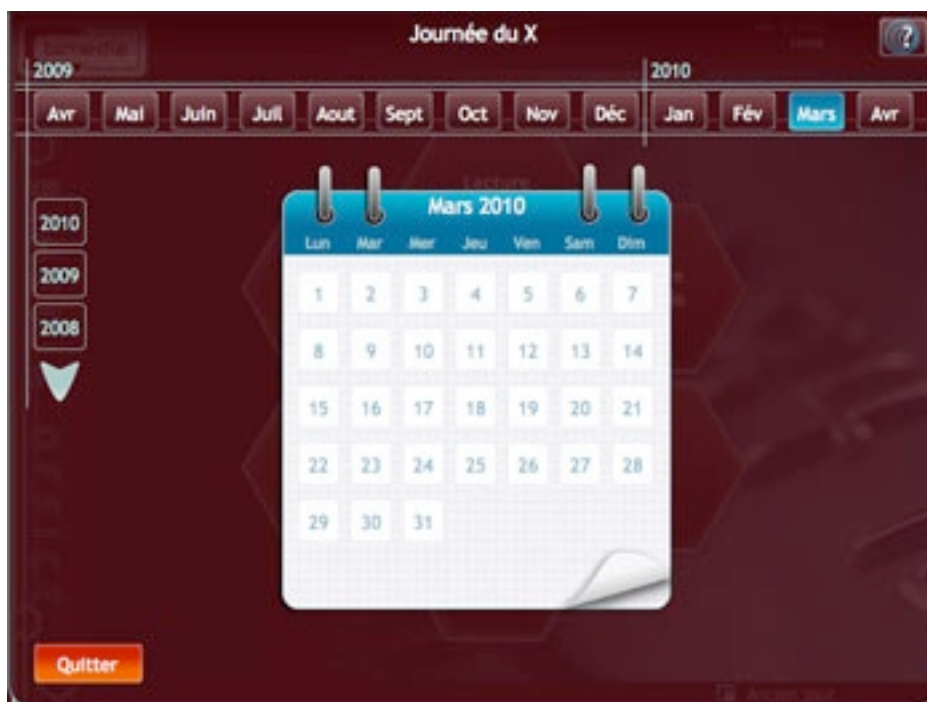 Journée du X
?
2009 2010
Avr Mai Juin Juil Aout Sept Oct Nov Déc Jan Fév Mars Avr
Lecture
2010
2009
2008
Mars 2010
Lun Mar Mer Jeu Ven Sam Dim
1 2 3 4 5 6 7
8 9 10 11 12 13 14
15 16 17 18 19 20 21
22 23 24 25 26 27 28
29 30 31
Quitter